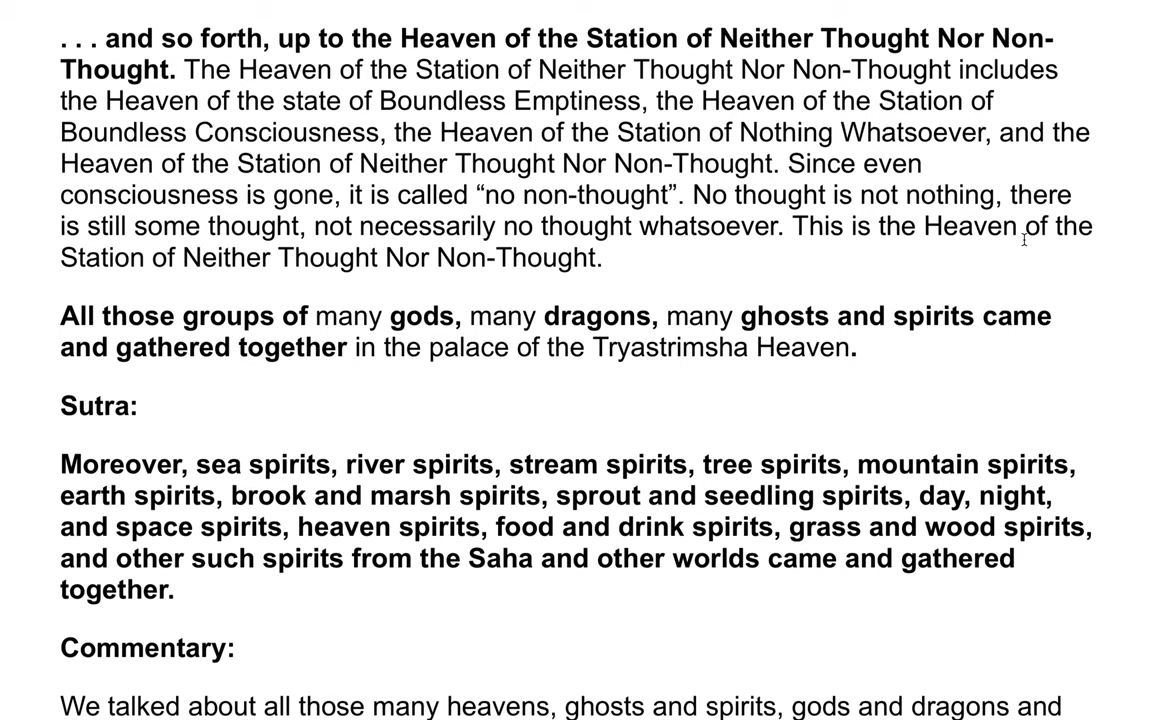 . . . and so forth, up to the Heaven of the Station of Neither Thought Nor Non-
Thought. The Heaven of the Station of Neither Thought Nor Non-Thought includes
the Heaven of the state of Boundless Emptiness, the Heaven of the Station of
Boundless Consciousness, the Heaven of the Station of Nothing Whatsoever, and the
Heaven of the Station of Neither Thought Nor Non-Thought. Since even
consciousness is gone, it is called “no non-thought”. No thought is not nothing, there
is still some thought, not necessarily no thought whatsoever. This is the Heaven of the
Station of Neither Thought Nor Non-Thought.
All those groups of many gods, many dragons, many ghosts and spirits came
and gathered together in the palace of the Tryastrimsha Heaven.
Sutra:
Moreover, sea spirits, river spirits, stream spirits, tree spirits, mountain spirits,
earth spirits, brook and marsh spirits, sprout and seedling spirits, day, night,
and space spirits, heaven spirits, food and drink spirits, grass and wood spirits,
and other such spirits from the Saha and other worlds came and gathered
together.
Commentary:
We talked about all those many heavens, ghosts and spirits, gods and dragons and